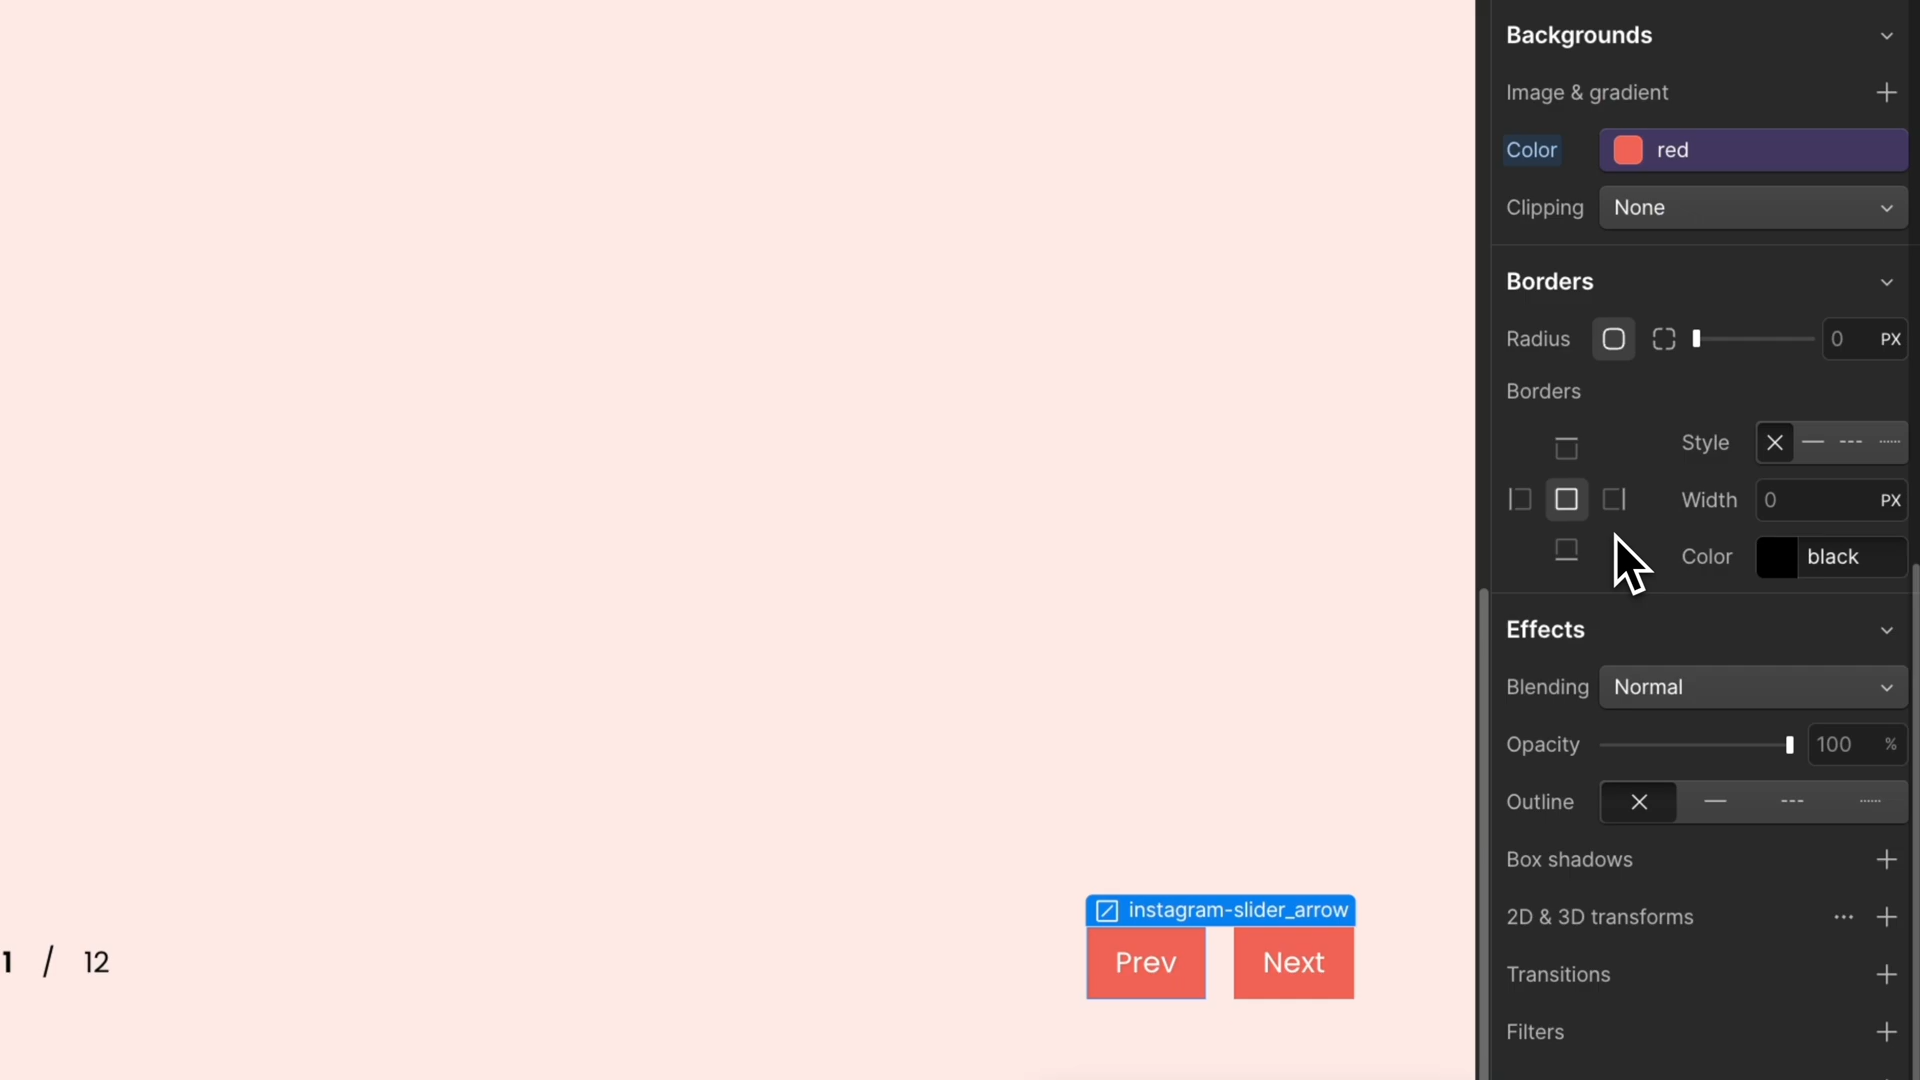 Backgrounds
Image & gradient
Color red
Clipping None
Borders
Radius 0 PX
Borders
Style
Width 0 PX
Color black
Effects
Blending Normal
Opacity 100 %
Outline
Box shadows
2D & 3D transforms
Transitions
Filters
instagram-slider_arrow
Prev Next
1 / 12